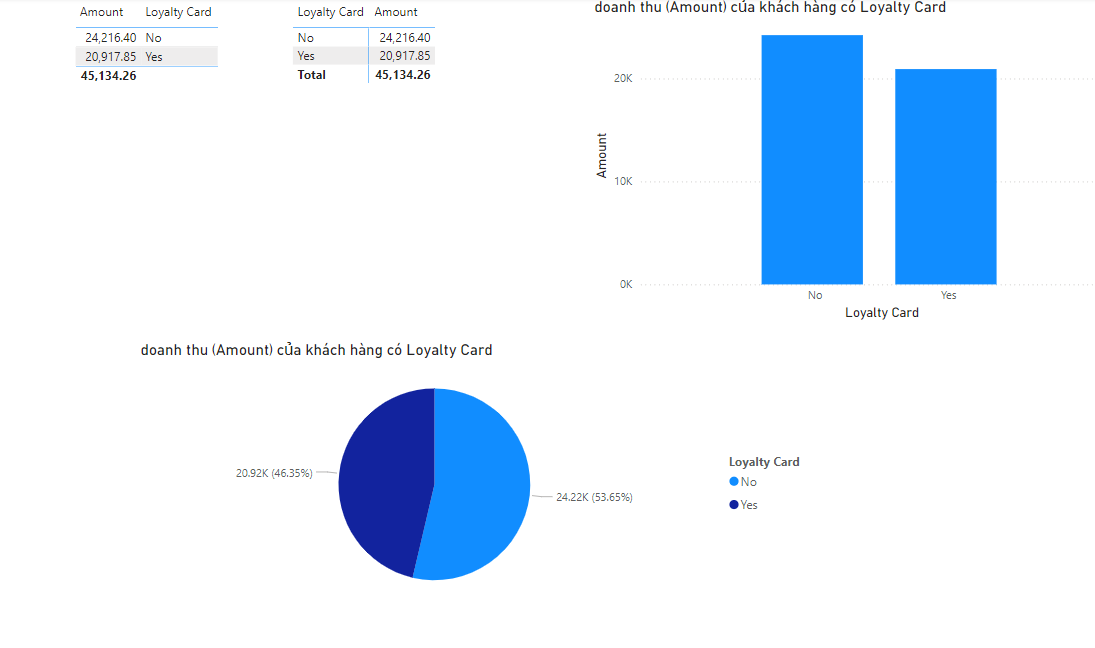 Amount Loyalty Card
24,216.40 No
20,917.85 Yes
45,134.26
Loyalty Card Amount
No 24,216.40
Yes 20,917.85
Total 45,134.26
doanh thu (Amount) của khách hàng có Loyalty Card
Amount
20K
10K
0K
No Yes
Loyalty Card
doanh thu (Amount) của khách hàng có Loyalty Card
20.92K (46.35%)
24.22K (53.65%)
Loyalty Card
No
Yes